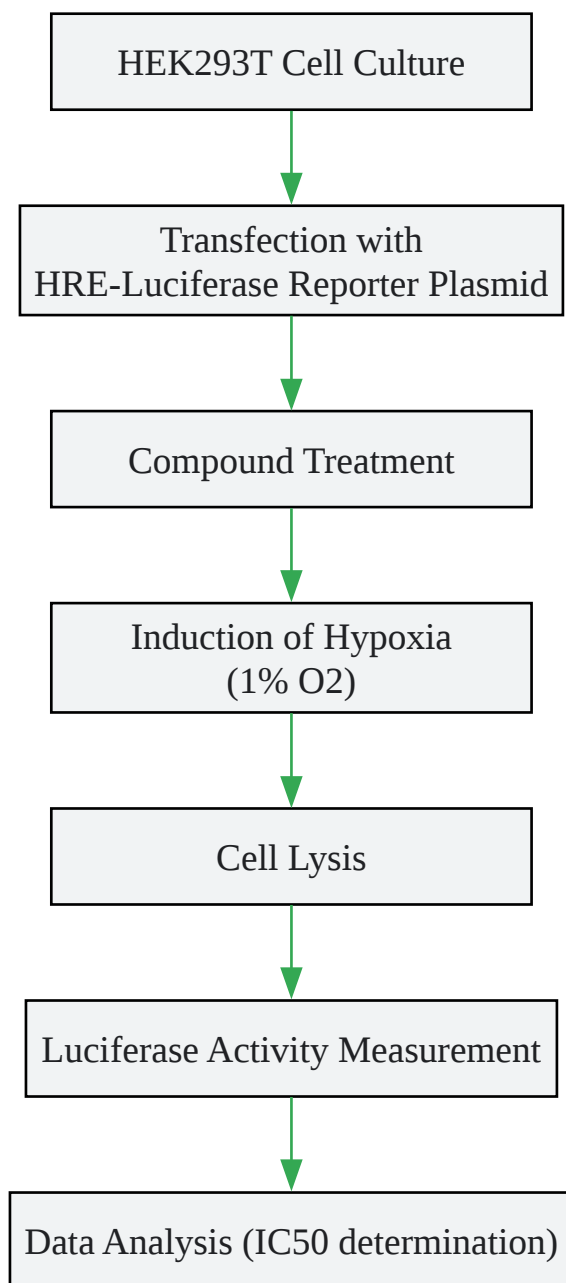 HEK293T Cell Culture
Transfection with
HRE-Luciferase Reporter Plasmid
Compound Treatment
Induction of Hypoxia
(1% O2)
Cell Lysis
Luciferase Activity Measurement
Data Analysis (IC50 determination)